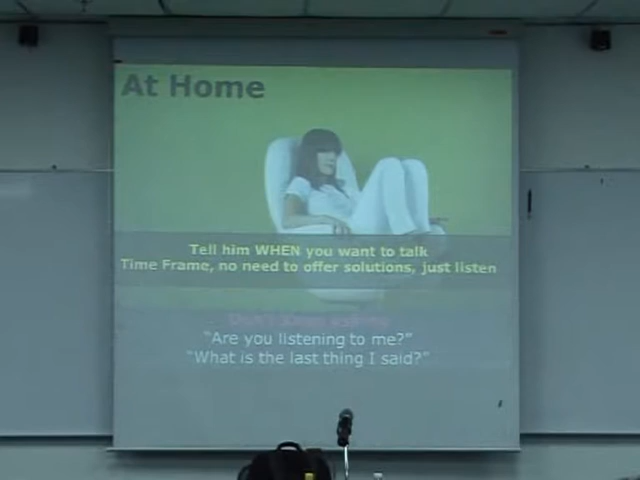 At Home
Tell him WHEN you want to talk
Time Frame, no need to offer solutions, just listen
“Are you listening to me?”
“What is the last thing I said?”